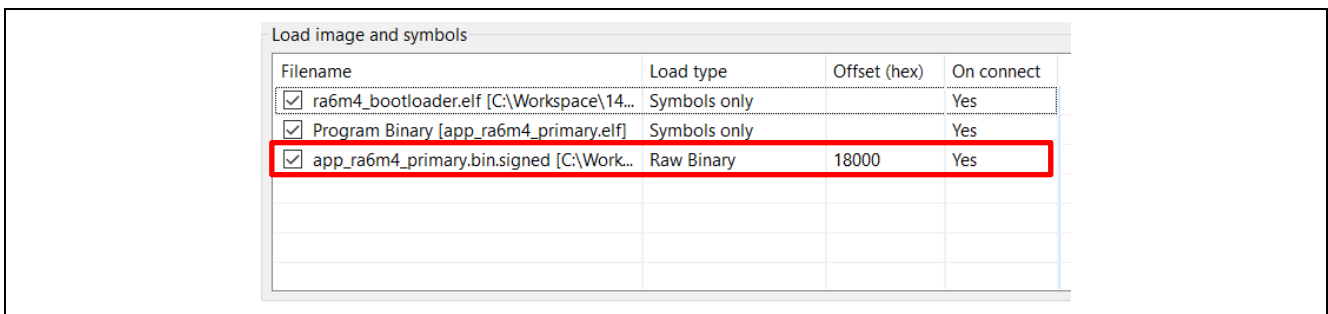 Load image and symbols
Filename Load type Offset (hex) On connect
ra6m4_bootloader.elf [C:\Workspace\14... Symbols only Yes
Program Binary [app_ra6m4_primary.elf] Symbols only Yes
app_ra6m4_primary.bin.signed [C:\Work... Raw Binary 18000 Yes